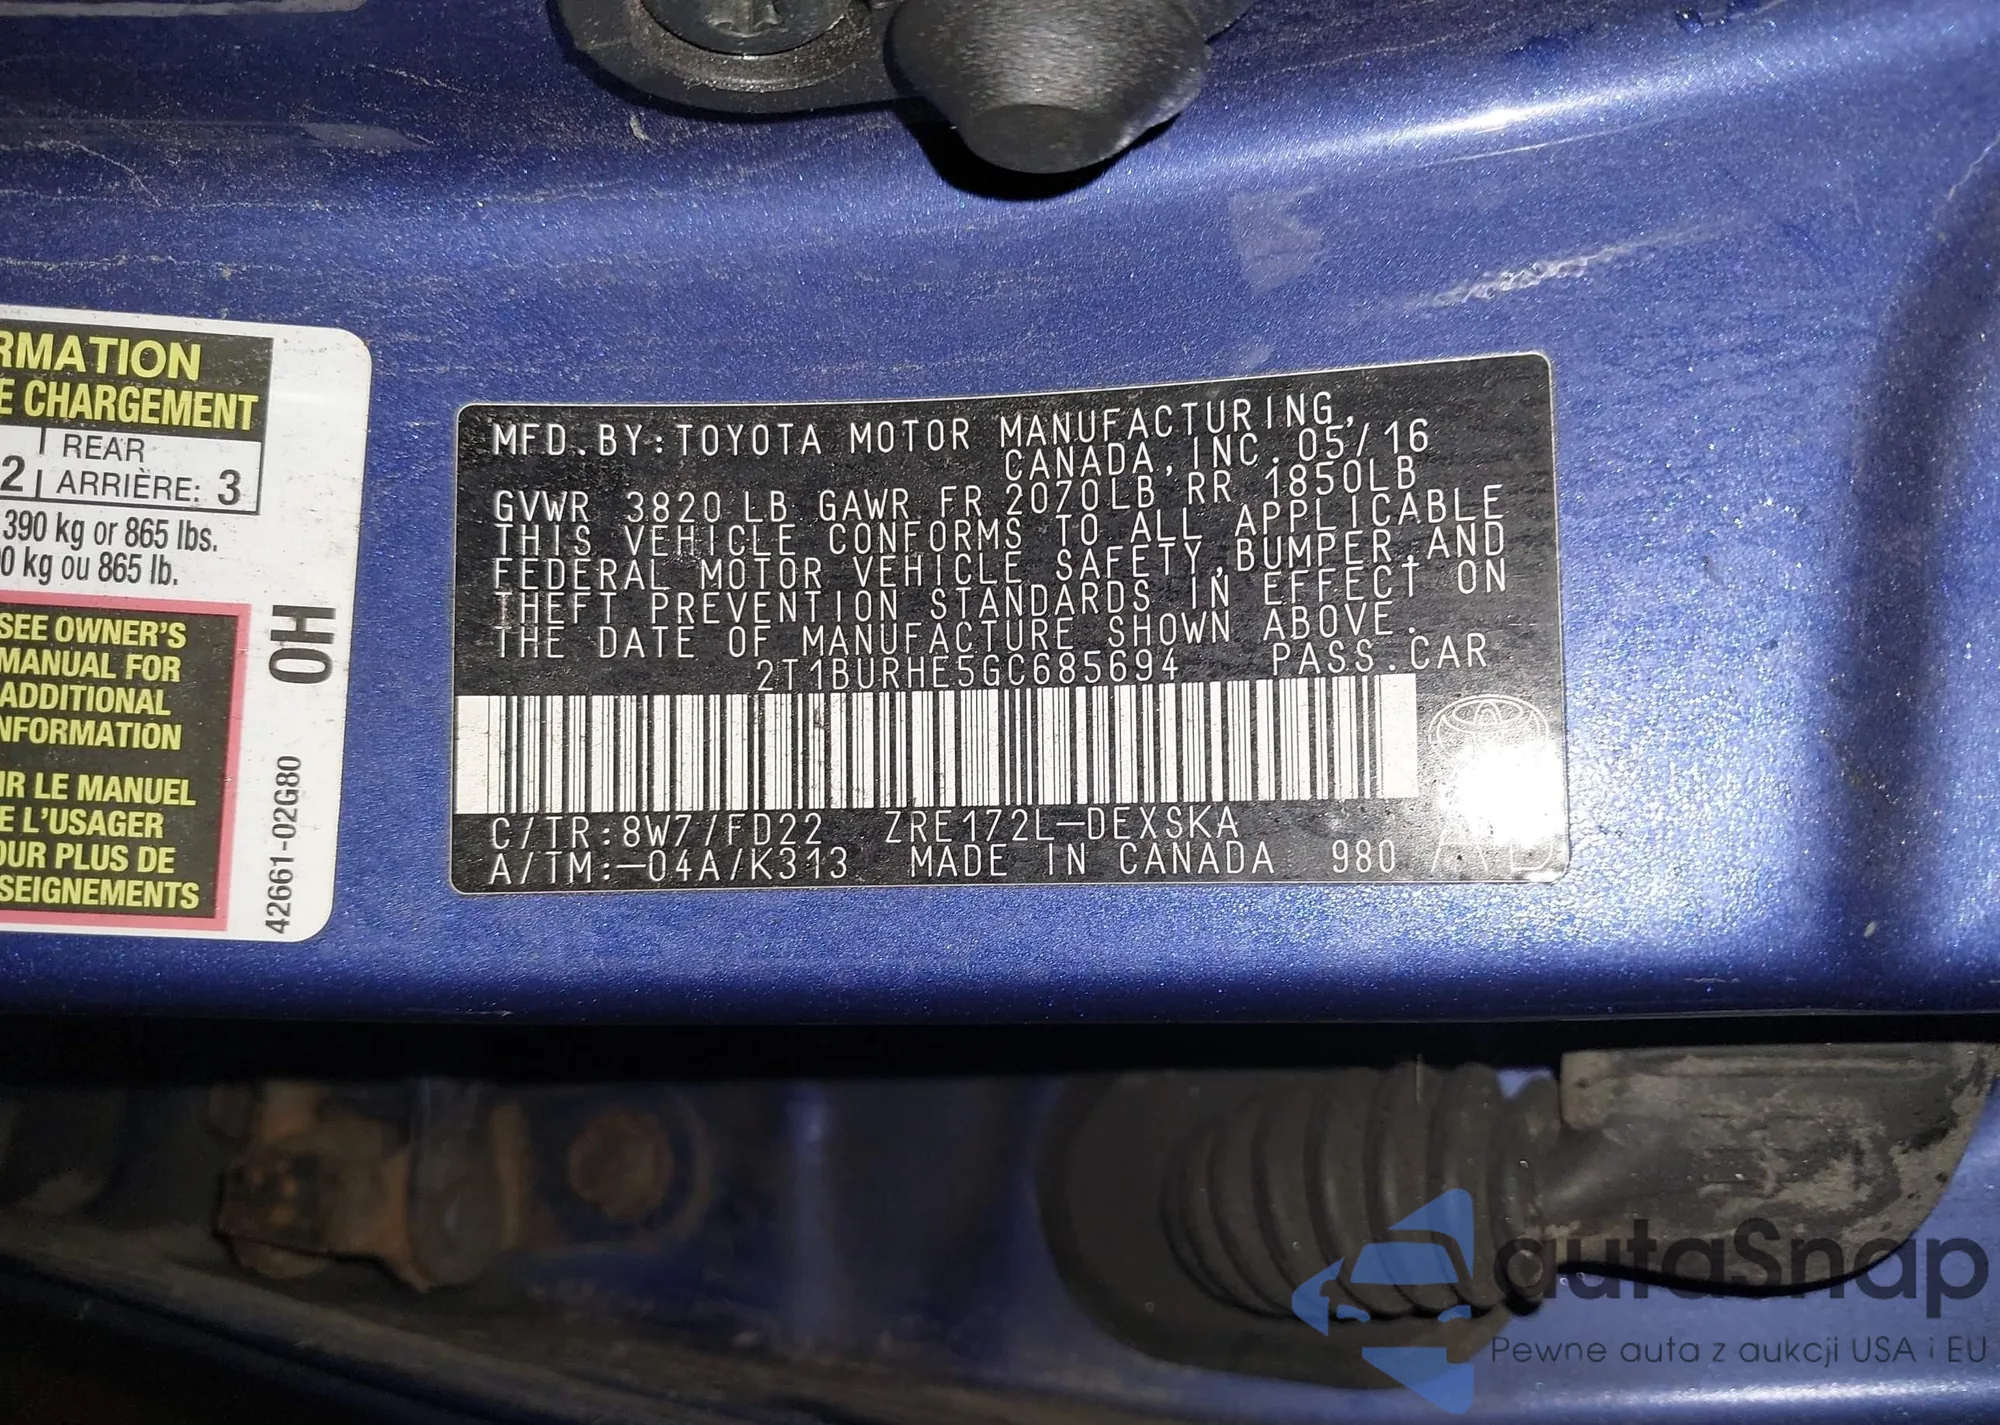 RMATION
E CHARGEMENT
REAR
2 ARRIÈRE: 3
390 kg or 865 lbs.
0 kg ou 865 lb.
SEE OWNER'S
MANUAL FOR
ADDITIONAL
NFORMATION
IR LE MANUEL
E L'USAGER
OUR PLUS DE
SEIGNEMENTS
0H
42661-02G80
MFD.BY:TOYOTA MOTOR MANUFACTURING,
CANADA,INC.05/16
GVWR 3820LB GAWR FR 2070LB RR 1850LB
THIS VEHICLE CONFORMS TO ALL APPLICABLE
FEDERAL MOTOR VEHICLE SAFETY,BUMPER,AND
THEFT PREVENTION STANDARDS IN EFFECT ON
THE DATE OF MANUFACTURE SHOWN ABOVE.
2T1BURHE5GC685694 PASS.CAR
C/TR:8W7/FD22 ZRE172L-DEXSKA
A/TM:-04A/K313 MADE IN CANADA 980
autaSnap
Pewne auta z aukcji USA i EU